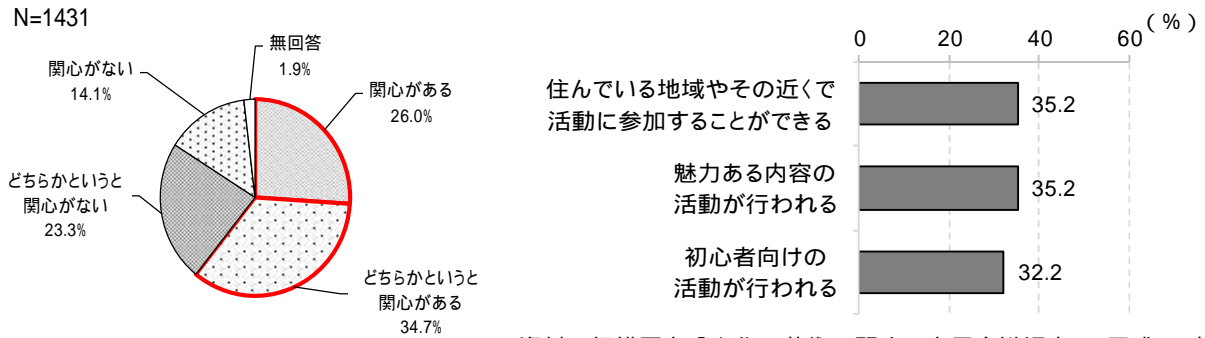 N=1431
無回答
1.9%
関心がない
14.1%
関心がある
26.0%
どちらかというと
関心がない
23.3%
どちらかというと
関心がある
34.7%
(%)
0 20 40 60
住んでいる地域やその近くで
活動に参加することができる
35.2
魅力ある内容の
活動が行われる
35.2
初心者向けの
活動が行われる
32.2